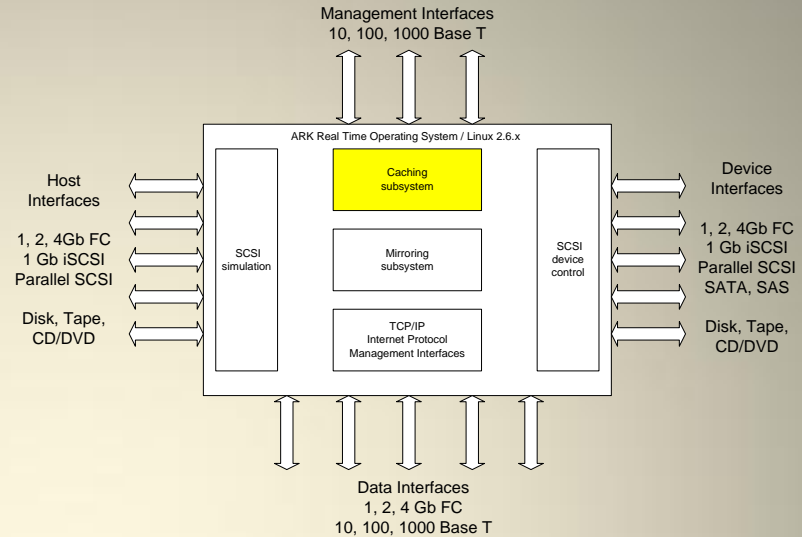 Management Interfaces
10, 100, 1000 Base T
ARK Real Time Operating System / Linux 2.6.x
Host
Interfaces
1, 2, 4Gb FC
1 Gb iSCSI
Parallel SCSI
Disk, Tape,
CD/DVD
SCSI
simulation
Caching
subsystem
Mirroring
subsystem
TCP/IP
Internet Protocol
Management Interfaces
SCSI
device
control
Device
Interfaces
1, 2, 4Gb FC
1 Gb iSCSI
Parallel SCSI
SATA, SAS
Disk, Tape,
CD/DVD
Data Interfaces
1, 2, 4 Gb FC
10, 100, 1000 Base T